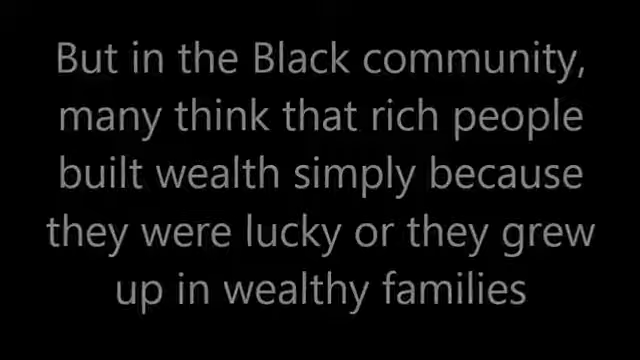 But in the Black community,
many think that rich people
built wealth simply because
they were lucky or they grew
up in wealthy families